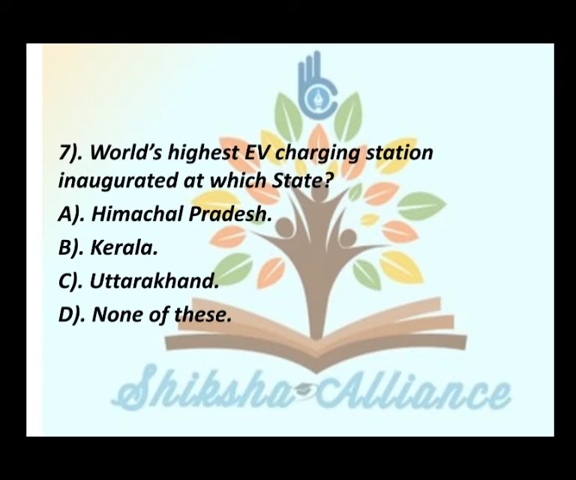 7). World's highest EV charging station
inaugurated at which State?
A). Himachal Pradesh.
B). Kerala.
C). Uttarakhand.
D). None of these.
Shiksha Alliance